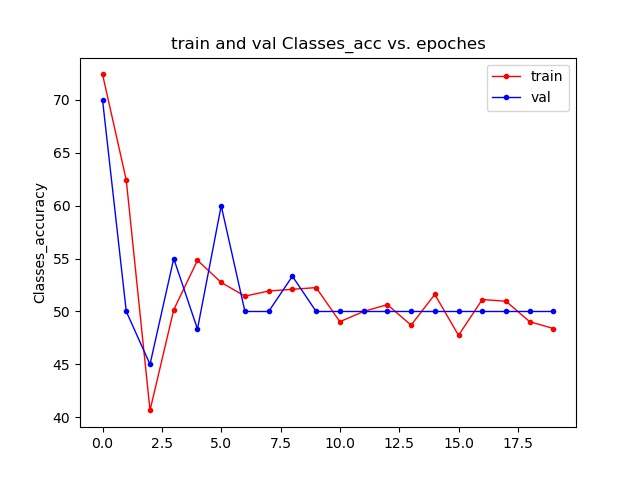 train and val Classes_acc vs. epoches
train
val
Classes_accuracy
70
65
60
55
50
45
40
0.0 2.5 5.0 7.5 10.0 12.5 15.0 17.5